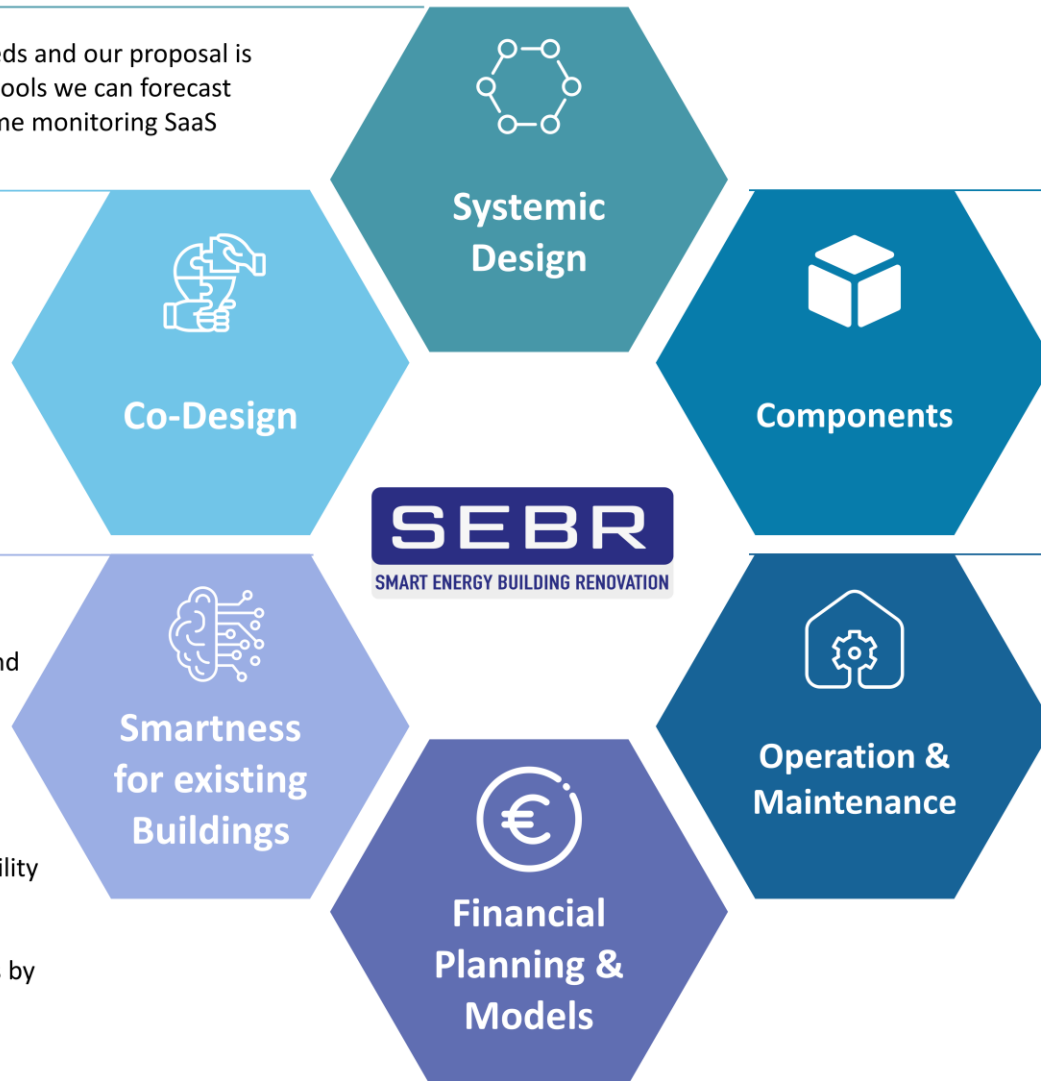 eds and our proposal is
ools we can forecast
me monitoring SaaS
Systemic
Design
Co-Design
Components
SEBR
SMART ENERGY BUILDING RENOVATION
nd
Smartness
for existing
Buildings
Operation &
Maintenance
ility
by
Financial
Planning &
Models